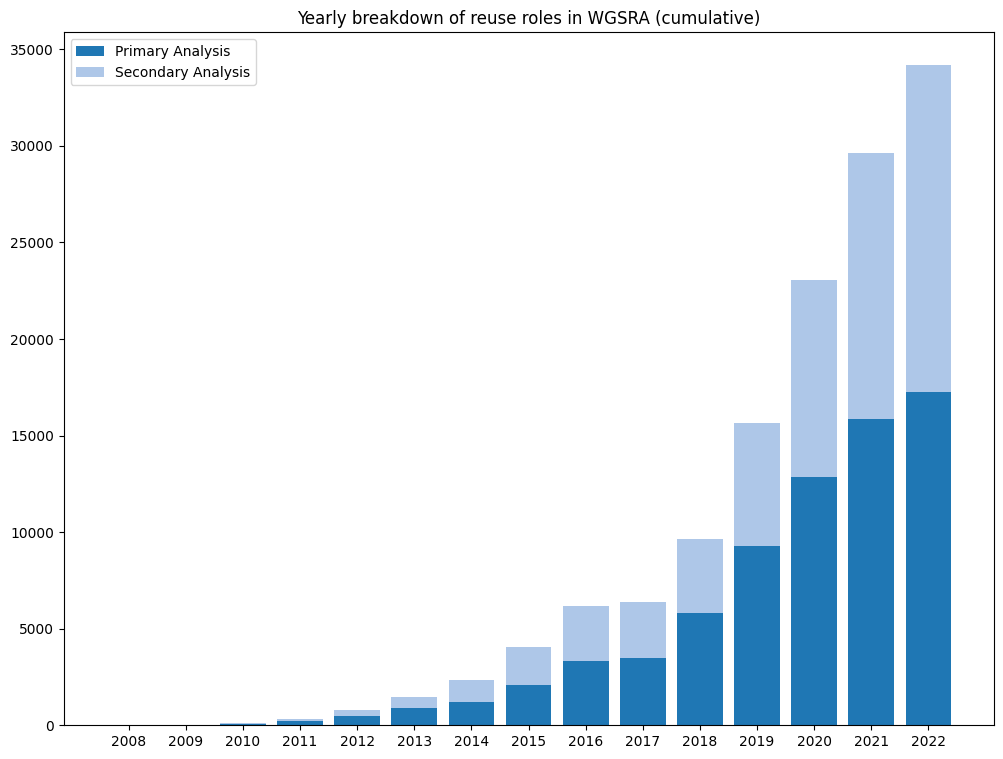 Yearly breakdown of reuse roles in WGSRA (cumulative)
Primary Analysis
Secondary Analysis
35000
30000
25000
20000
15000
10000
5000
0
2008 2009 2010 2011 2012 2013 2014 2015 2016 2017 2018 2019 2020 2021 2022